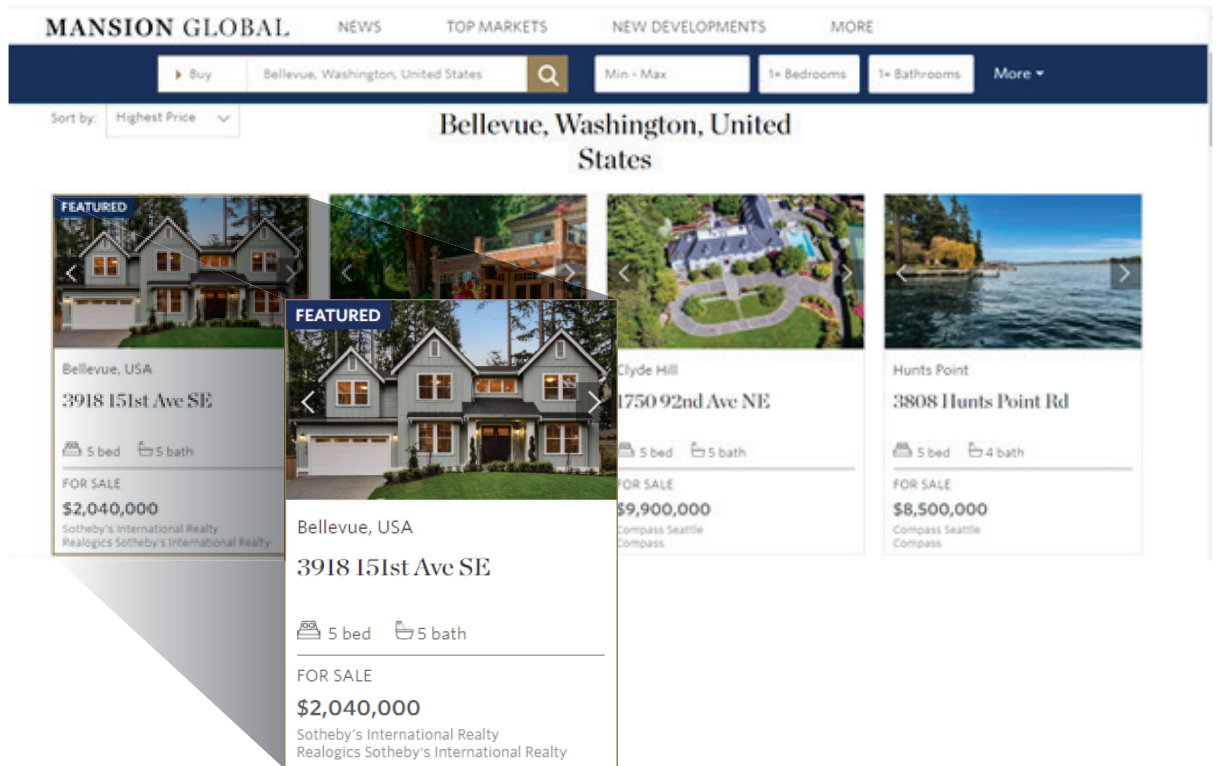 MANSION GLOBAL NEWS TOP MARKETS NEW DEVELOPMENTS MORE
Buy Bellevue, Washington, United States Min - Max 1+ Bedrooms 1+ Bathrooms More
Sort by: Highest Price
Bellevue, Washington, United
States
FEATURED
Bellevue, USA
3918 151st Ave SE
5 bed 5 bath
FOR SALE
$2,040,000
Sotheby's International Realty
Realogics Sotheby's International Realty
FEATURED
Bellevue, USA
3918 151st Ave SE
5 bed 5 bath
FOR SALE
$2,040,000
Sotheby's International Realty
Realogics Sotheby's International Realty
Clyde Hill
1750 92nd Ave NE
5 bed 5 bath
FOR SALE
$9,900,000
Compass Seattle
Compass
Hunts Point
3808 Hunts Point Rd
5 bed 4 bath
FOR SALE
$8,500,000
Compass Seattle
Compass